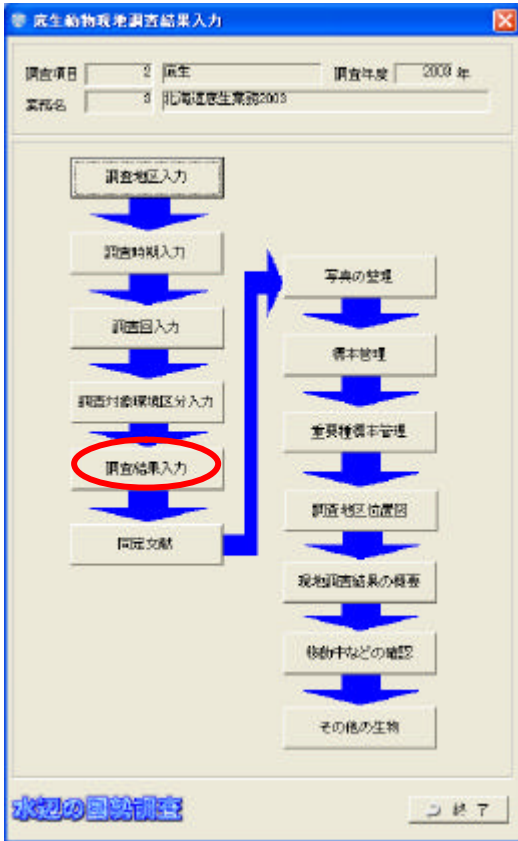 底生動物現地調査結果入力
調査項目 2 底生 調査年度 2003 年
業務名 3 北海道底生業務2003
調査地区入力
調査時期入力
調査回入力
調査対象環境区分入力
調査結果入力
同定文献
写真の整理
標本管理
重要種標本管理
調査地区位置図
現地調査結果の概要
移動中などの確認
その他の生物
水辺の国勢調査
終了